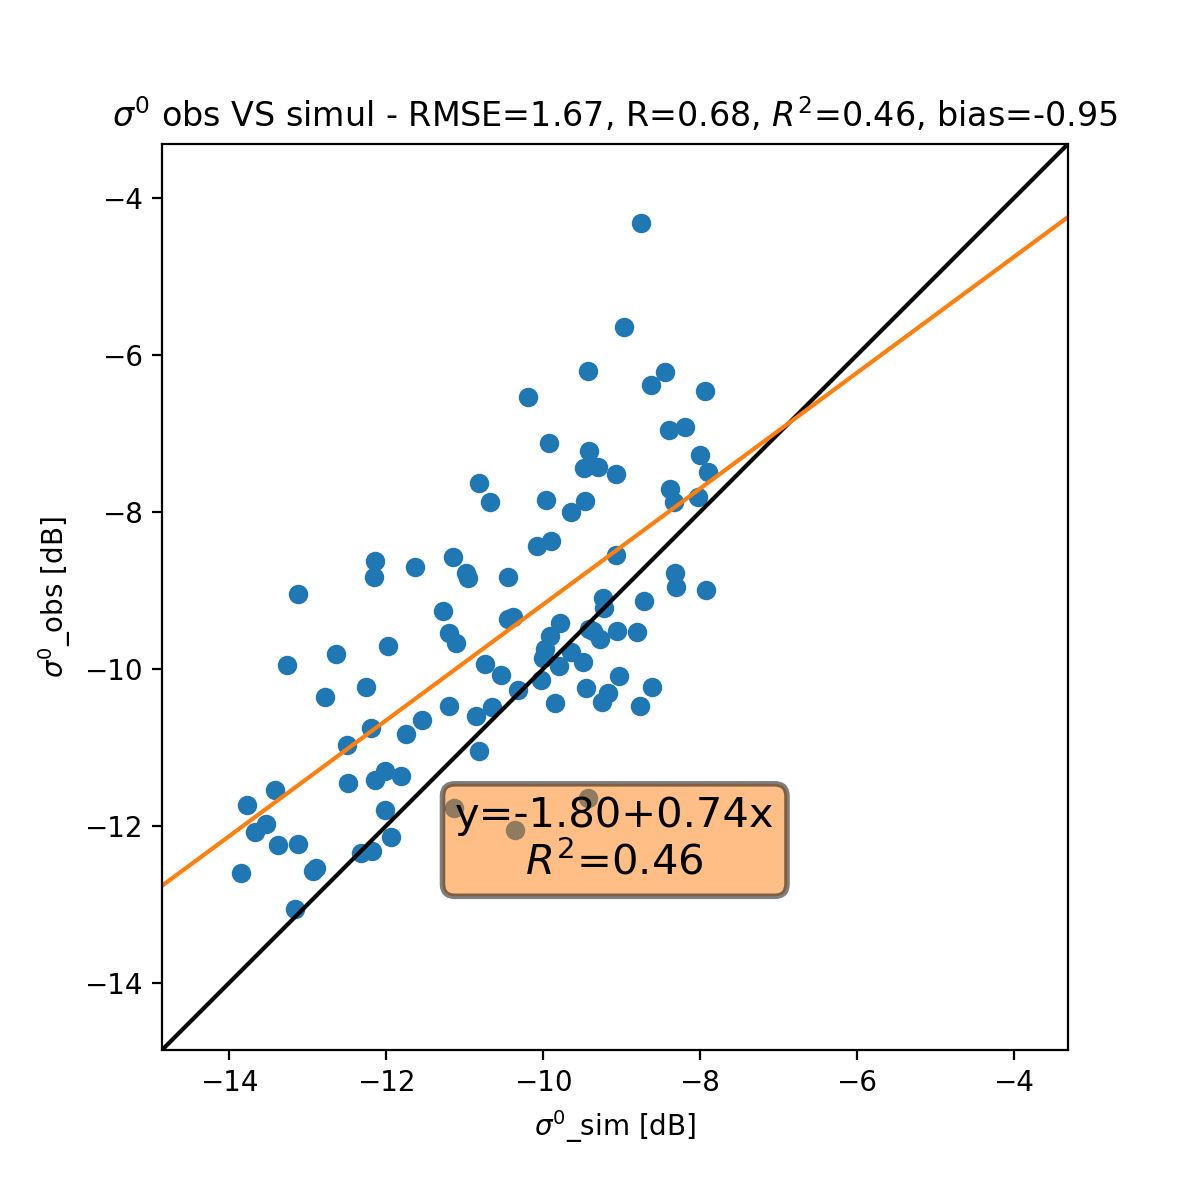 σ⁰ obs VS simul - RMSE=1.67, R=0.68, R²=0.46, bias=-0.95
−4
−6
−8
−10
−12
−14
σ⁰_obs [dB]
y=-1.80+0.74x
R²=0.46
−14 −12 −10 −8 −6 −4
σ⁰_sim [dB]